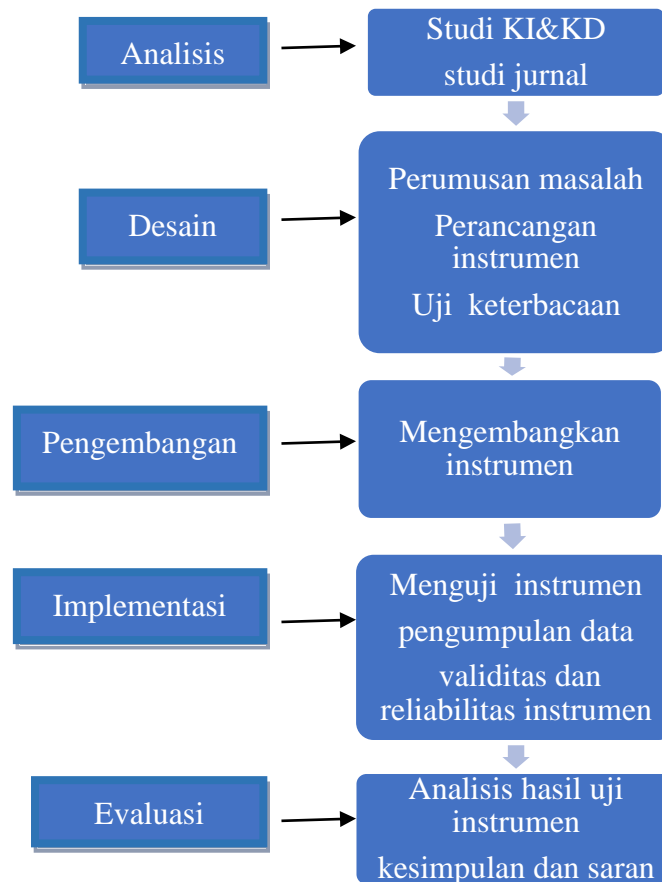 Analisis
Studi KI&KD
studi jurnal
Desain
Perumusan masalah
Perancangan
instrumen
Uji keterbacaan
Pengembangan
Mengembangkan
instrumen
Implementasi
Menguji instrumen
pengumpulan data
validitas dan
reliabilitas instrumen
Evaluasi
Analisis hasil uji
instrumen
kesimpulan dan saran